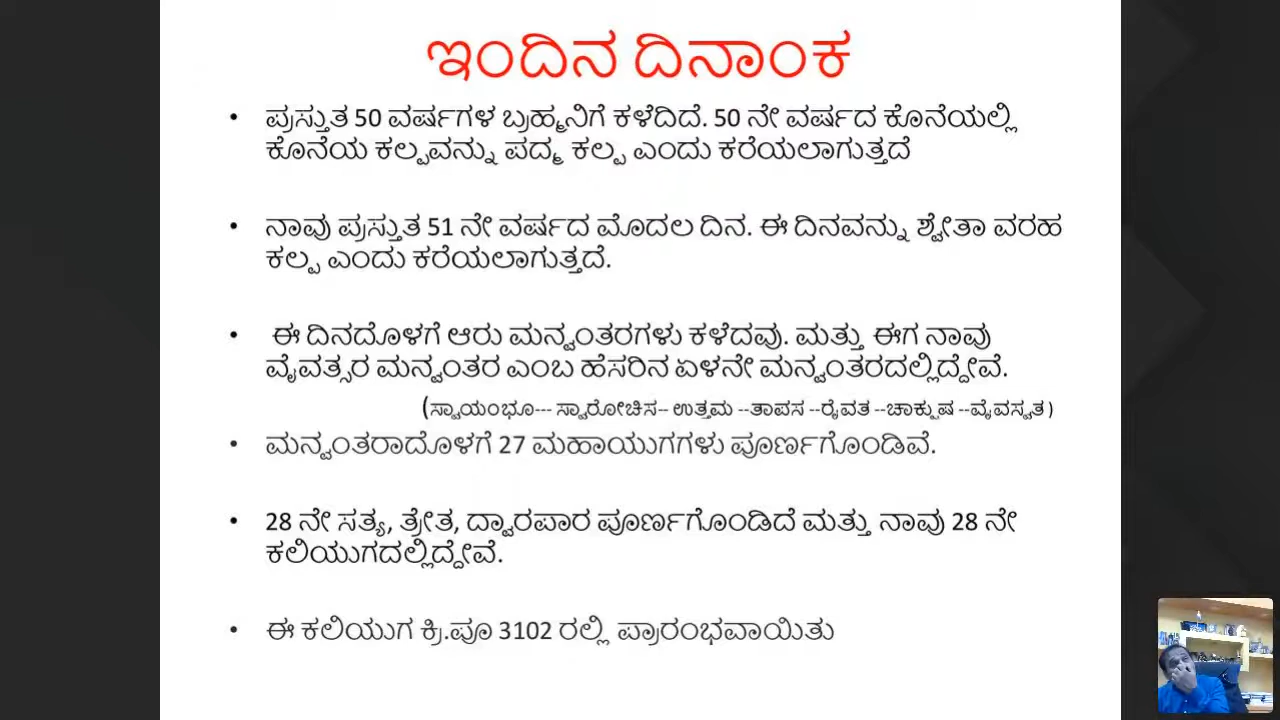 ಇಂದಿನ ದಿನಾಂಕ
• ಪ್ರಸ್ತುತ 50 ವರ್ಷಗಳ ಬ್ರಹ್ಮನಿಗೆ ಕಳೆದಿದೆ. 50 ನೇ ವರ್ಷದ ಕೊನೆಯಲ್ಲಿ
ಕೊನೆಯ ಕಲ್ಪವನ್ನು ಪದ್ಮ ಕಲ್ಪ ಎಂದು ಕರೆಯಲಾಗುತ್ತದೆ
• ನಾವು ಪ್ರಸ್ತುತ 51 ನೇ ವರ್ಷದ ಮೊದಲ ದಿನ. ಈ ದಿನವನ್ನು ಶ್ವೇತಾ ವರಹ
ಕಲ್ಪ ಎಂದು ಕರೆಯಲಾಗುತ್ತದೆ.
• ಈ ದಿನದೊಳಗೆ ಆರು ಮನ್ವಂತರಗಳು ಕಳೆದವು. ಮತ್ತು ಈಗ ನಾವು
ವೈವತ್ಸರ ಮನ್ವಂತರ ಎಂಬ ಹೆಸರಿನ ಏಳನೇ ಮನ್ವಂತರದಲ್ಲಿದ್ದೇವೆ.
(ಸ್ವಾಯಂಭೂ--- ಸ್ವಾರೋಚಿಸ-- ಉತ್ತಮ --ತಾಪಸ --ರೈವತ --ಚಾಕ್ಷುಷ --ವೈವಸ್ವತ )
• ಮನ್ವಂತರಾದೊಳಗೆ 27 ಮಹಾಯುಗಗಳು ಪೂರ್ಣಗೊಂಡಿವೆ.
• 28 ನೇ ಸತ್ಯ, ತ್ರೇತ, ದ್ವಾರಪಾರ ಪೂರ್ಣಗೊಂಡಿದೆ ಮತ್ತು ನಾವು 28 ನೇ
ಕಲಿಯುಗದಲ್ಲಿದ್ದೇವೆ.
• ಈ ಕಲಿಯುಗ ಕ್ರಿ.ಪೂ 3102 ರಲ್ಲಿ ಪ್ರಾರಂಭವಾಯಿತು